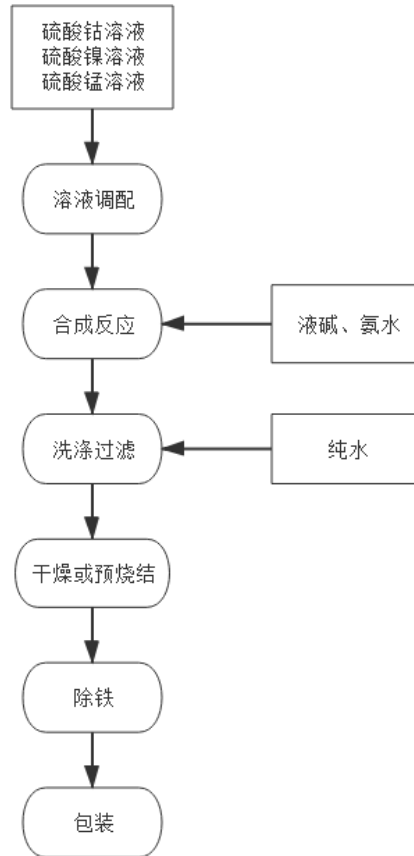 硫酸钴溶液
硫酸镍溶液
硫酸锰溶液
溶液调配
合成反应
液碱、氨水
洗涤过滤
纯水
干燥或预烧结
除铁
包装